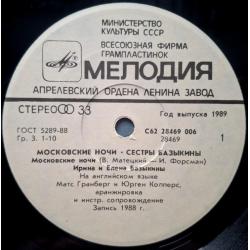 МИНИСТЕРСТВО
КУЛЬТУРЫ СССР
ВСЕСОЮЗНАЯ ФИРМА
ГРАМПЛАСТИНОК
МЕЛОДИЯ
АПРЕЛЕВСКИЙ ОРДЕНА ЛЕНИНА ЗАВОД
СТЕРЕО 33
Год выпуска 1989
ГОСТ 5289-88
С62 28469 006
Гр. 3. 1-10
28469
1
МОСКОВСКИЕ НОЧИ - СЕСТРЫ БАЗЫКИНЫ
Московские ночи (В. Матецкий — И. Форсман)
Ирина и Елена Базыкины
На английском языке
Матс Гранберг и Юрген Колперс,
аранжировка
и инстр. сопровождение
Запись 1988 г.